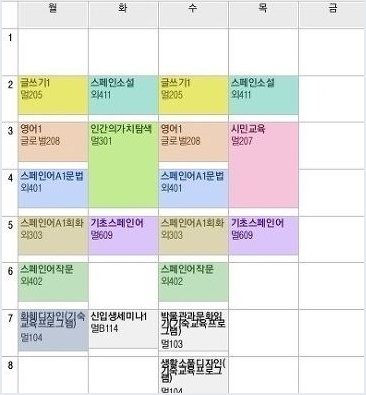 월 화 수 목 금
1
2
글쓰기1
멀205
스페인소설
외411
글쓰기1
멀205
스페인소설
외411
3
영어1
글로벌208
인간의가치탐색
멀301
영어1
글로벌208
시민교육
멀207
4
스페인어A1문법
외401
스페인어A1문법
외401
5
스페인어A1회화
외303
기초스페인어
멀609
스페인어A1회화
외303
기초스페인어
멀609
6
스페인어작문
외402
스페인어작문
외402
7
화훼디자인(기숙
교육프로그램)
멀104
신입생세미나1
멀B114
박물관과문화읽
기(기숙교육프로
그램)
멀103
8
생활소품디자인(
기숙교육프로그
램)
멀104